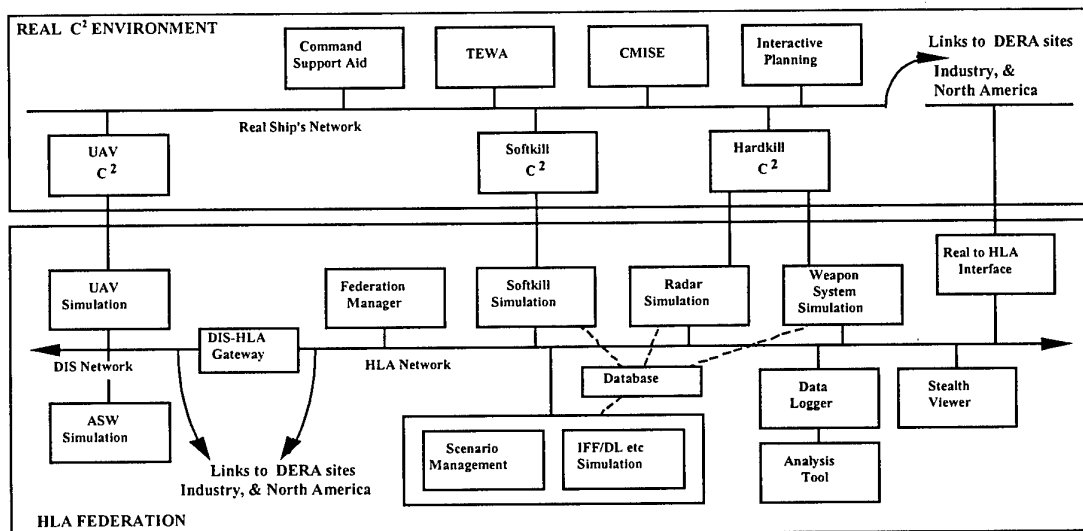 REAL C² ENVIRONMENT
Command
Support Aid
TEWA
CMISE
Interactive
Planning
Links to DERA sites
Industry, &
North America
Real Ship's Network
UAV
C²
Softkill
C²
Hardkill
C²
Real to HLA
Interface
UAV
Simulation
Federation
Manager
Softkill
Simulation
Radar
Simulation
Weapon
System
Simulation
DIS-HLA
Gateway
DIS Network
HLA Network
Database
Data
Logger
Stealth
Viewer
ASW
Simulation
Scenario
Management
IFF/DL etc
Simulation
Analysis
Tool
Links to DERA sites
Industry, & North America
HLA FEDERATION